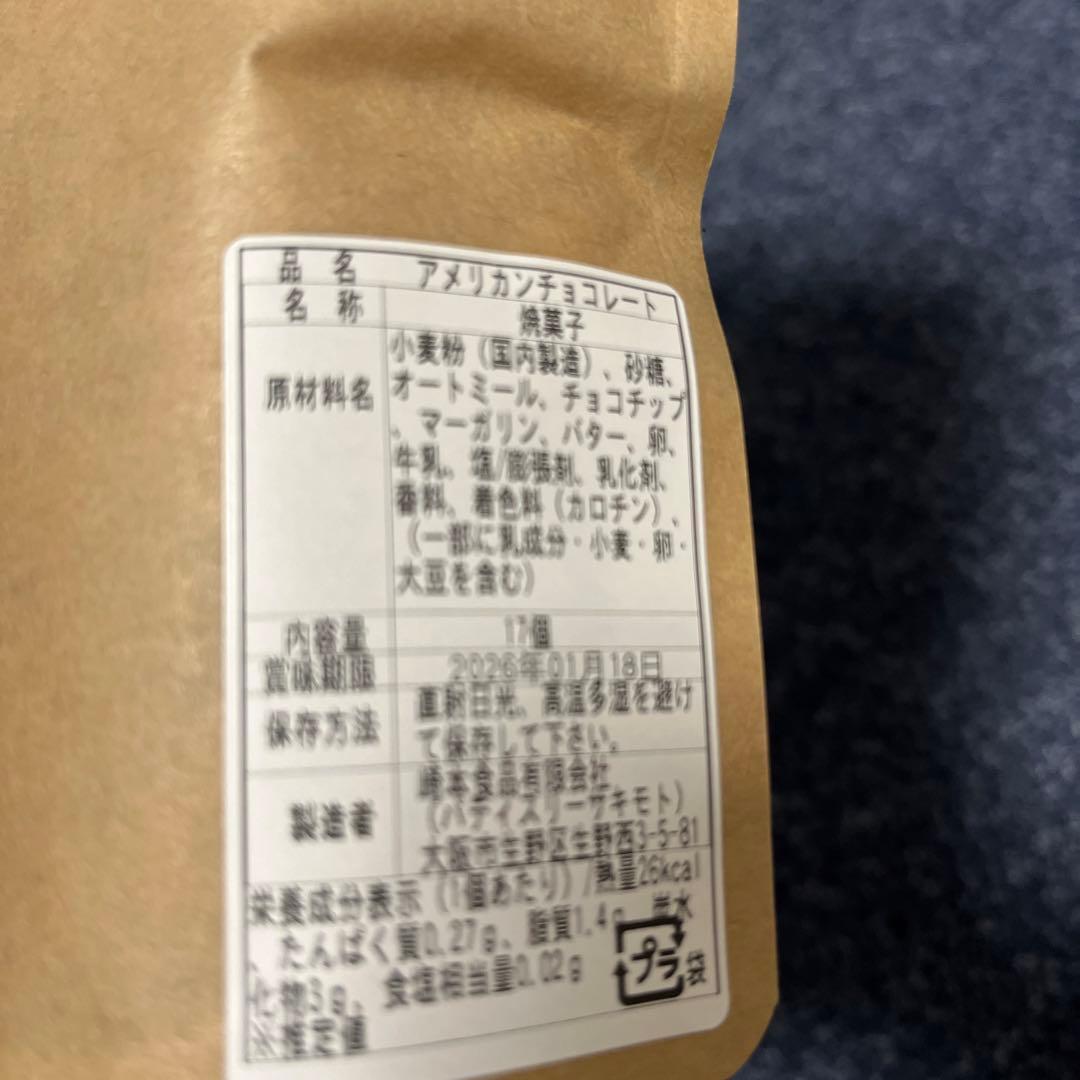 品名 アメリカンチョコレート
名称 焼菓子
原材料名 小麦粉（国内製造）、砂糖、
オートミール、チョコチップ
、マーガリン、バター、卵、
牛乳、塩/膨張剤、乳化剤、
香料、着色料（カロチン）、
（一部に乳成分・小麦・卵・
大豆を含む）
内容量 17個
賞味期限 2026年01月18日
保存方法 直射日光、高温多湿を避け
て保存して下さい。
製造者 崎本食品有限会社
（パティスリーサキモト）
大阪市生野区生野西3-5-81
栄養成分表示（1個あたり）/熱量26kcal
、たんぱく質0.27g、脂質1.4g、炭水
化物3g、食塩相当量0.02g
※推定値
プラ 袋